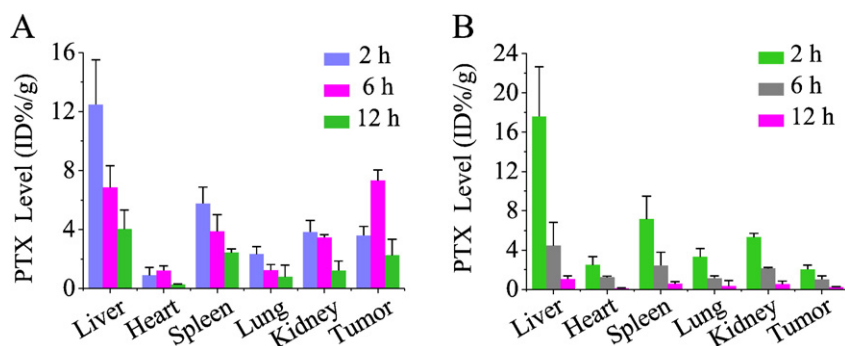 A
PTX Level (ID%/g)
16
12
8
4
0
2 h
6 h
12 h
Liver
Heart
Spleen
Lung
Kidney
Tumor
B
PTX Level (ID%/g)
24
20
16
12
8
4
0
2 h
6 h
12 h
Liver
Heart
Spleen
Lung
Kidney
Tumor